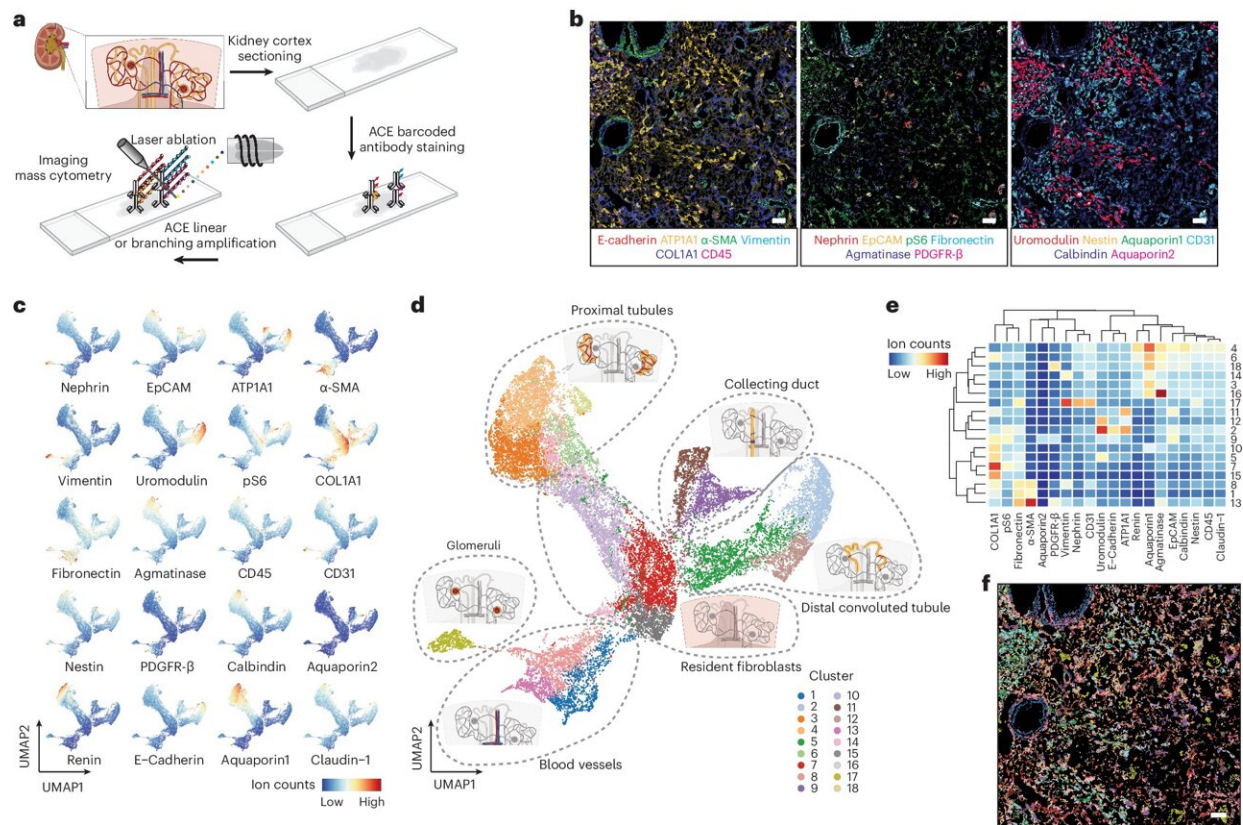 a
Kidney cortex
sectioning
Laser ablation
Imaging
mass cytometry
ACE barcoded
antibody staining
ACE linear
or branching amplification
b
E-cadherin ATP1A1 α-SMA Vimentin
COL1A1 CD45
Nephrin EpCAM pS6 Fibronectin
Agmatinase PDGFR-β
Uromodulin Nestin Aquaporin1 CD31
Calbindin Aquaporin2
c
Nephrin EpCAM ATP1A1 α-SMA
Vimentin Uromodulin pS6 COL1A1
Fibronectin Agmatinase CD45 CD31
Nestin PDGFR-β Calbindin Aquaporin2
Renin E-Cadherin Aquaporin1 Claudin-1
UMAP2
UMAP1
Ion counts
Low High
d
Proximal tubules
Collecting duct
Glomeruli
Distal convoluted tubule
Resident fibroblasts
Blood vessels
UMAP2
UMAP1
Cluster
1 10
2 11
3 12
4 13
5 14
6 15
7 16
8 17
9 18
e
Ion counts
Low High
4
6
18
14
3
16
17
11
12
2
9
10
5
7
15
8
1
13
COL1A1
pS6
Fibronectin
α-SMA
Aquaporin2
PDGFR-β
Vimentin
Nephrin
CD31
Uromodulin
E-Cadherin
ATP1A1
Renin
Aquaporin1
Agmatinase
EpCAM
Calbindin
Nestin
CD45
Claudin-1
f